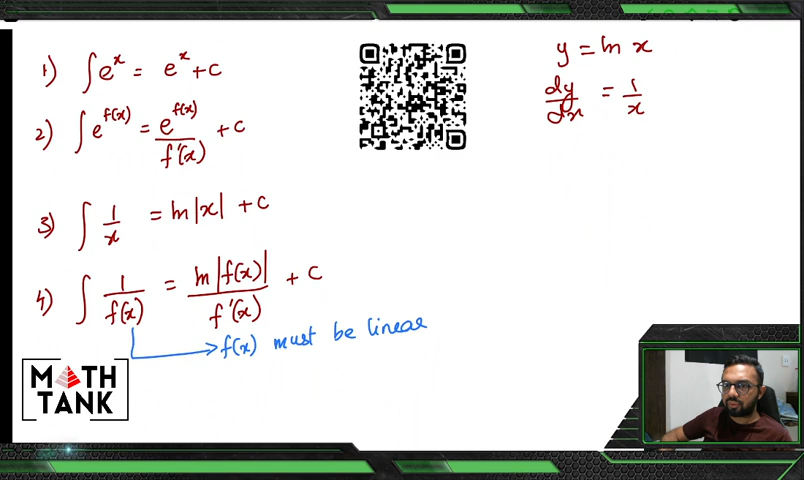 1) ∫e^x = e^x + c
2) ∫e^f(x) = e^f(x)/f'(x) + c
3) ∫ 1/x = ln|x| + c
4) ∫ 1/f(x) = ln|f(x)|/f'(x) + c
f(x) must be linear
y = ln x
dy/dx = 1/x
MATH
TANK